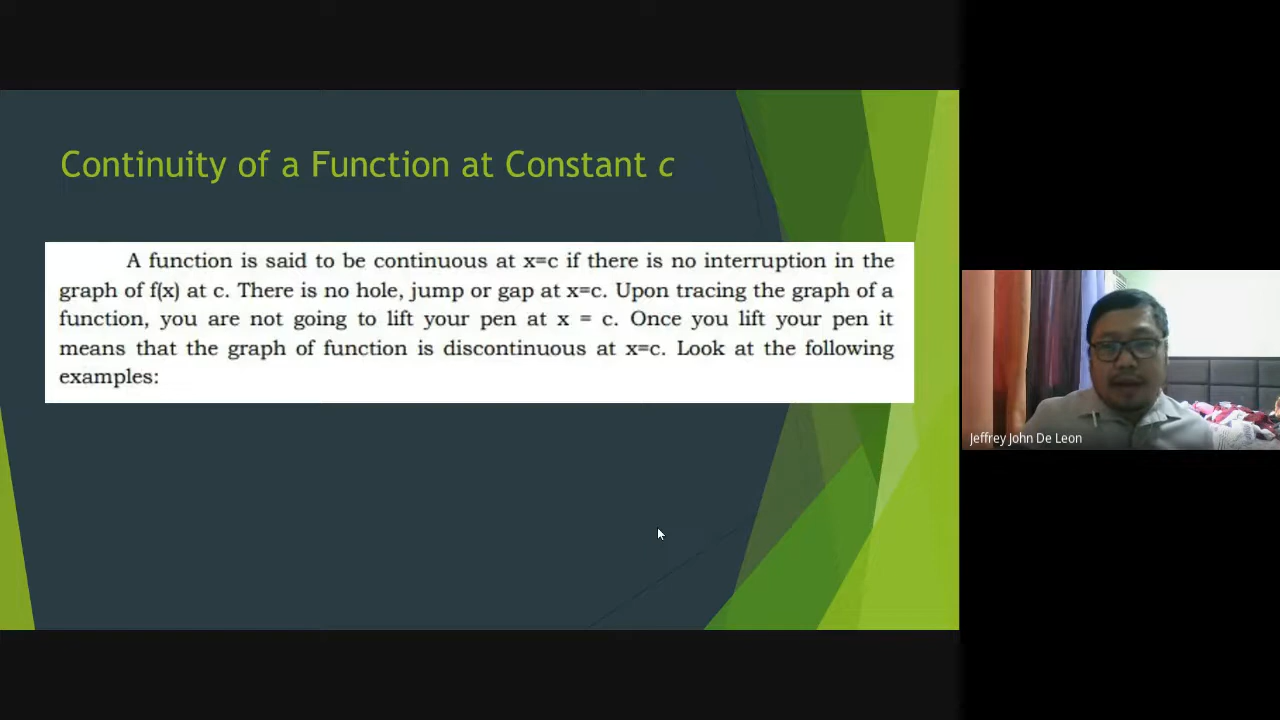 Continuity of a Function at Constant c
A function is said to be continuous at x=c if there is no interruption in the
graph of f(x) at c. There is no hole, jump or gap at x=c. Upon tracing the graph of a
function, you are not going to lift your pen at x = c. Once you lift your pen it
means that the graph of function is discontinuous at x=c. Look at the following
examples:
Jeffrey John De Leon